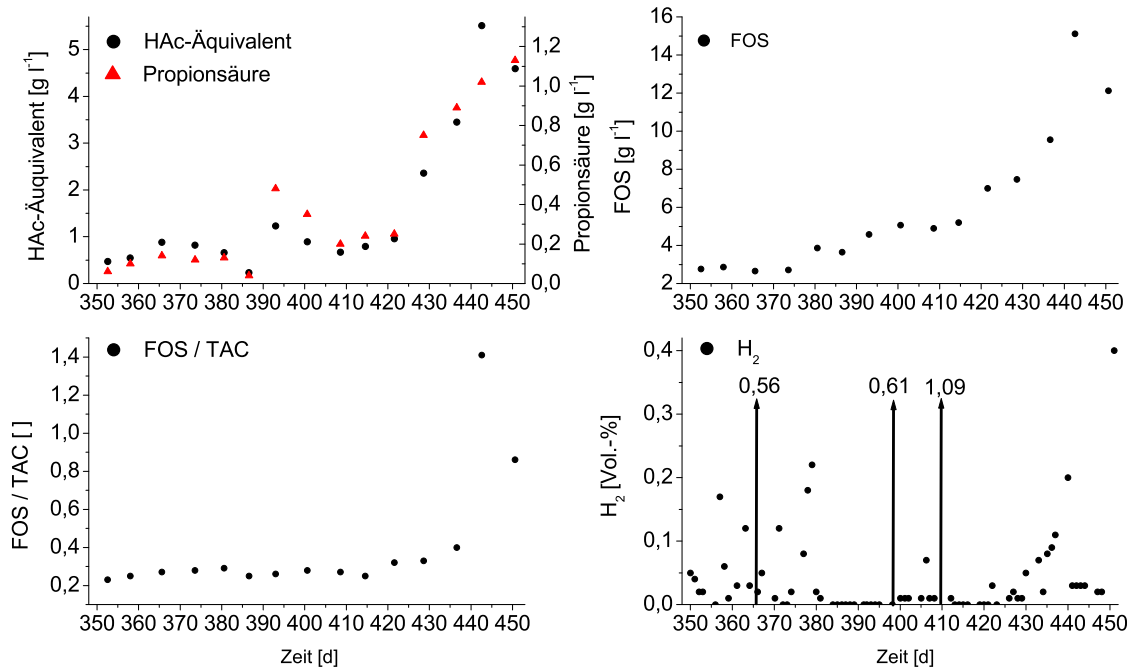 HAc-Äquivalent
Propionsäure
HAc-Äuquivalent [g l⁻¹]
0 1 2 3 4 5
Propionsäure [g l⁻¹]
0,0 0,2 0,4 0,6 0,8 1,0 1,2
350 360 370 380 390 400 410 420 430 440 450
FOS
FOS [g l⁻¹]
2 4 6 8 10 12 14 16
350 360 370 380 390 400 410 420 430 440 450
FOS / TAC
FOS / TAC [ ]
0,2 0,4 0,6 0,8 1,0 1,2 1,4
350 360 370 380 390 400 410 420 430 440 450
Zeit [d]
H₂
0,56 0,61 1,09
H₂ [Vol.-%]
0,0 0,1 0,2 0,3 0,4
350 360 370 380 390 400 410 420 430 440 450
Zeit [d]